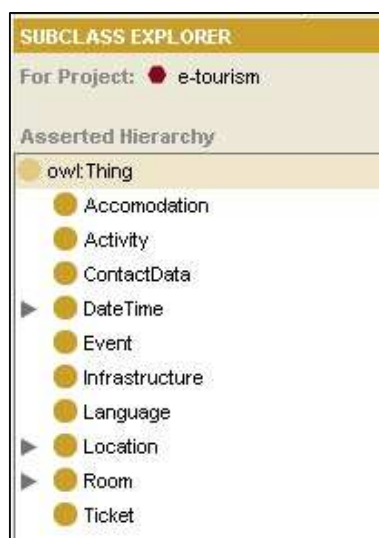 SUBCLASS EXPLORER
For Project: e-tourism
Asserted Hierarchy
owl:Thing
Accomodation
Activity
ContactData
DateTime
Event
Infrastructure
Language
Location
Room
Ticket